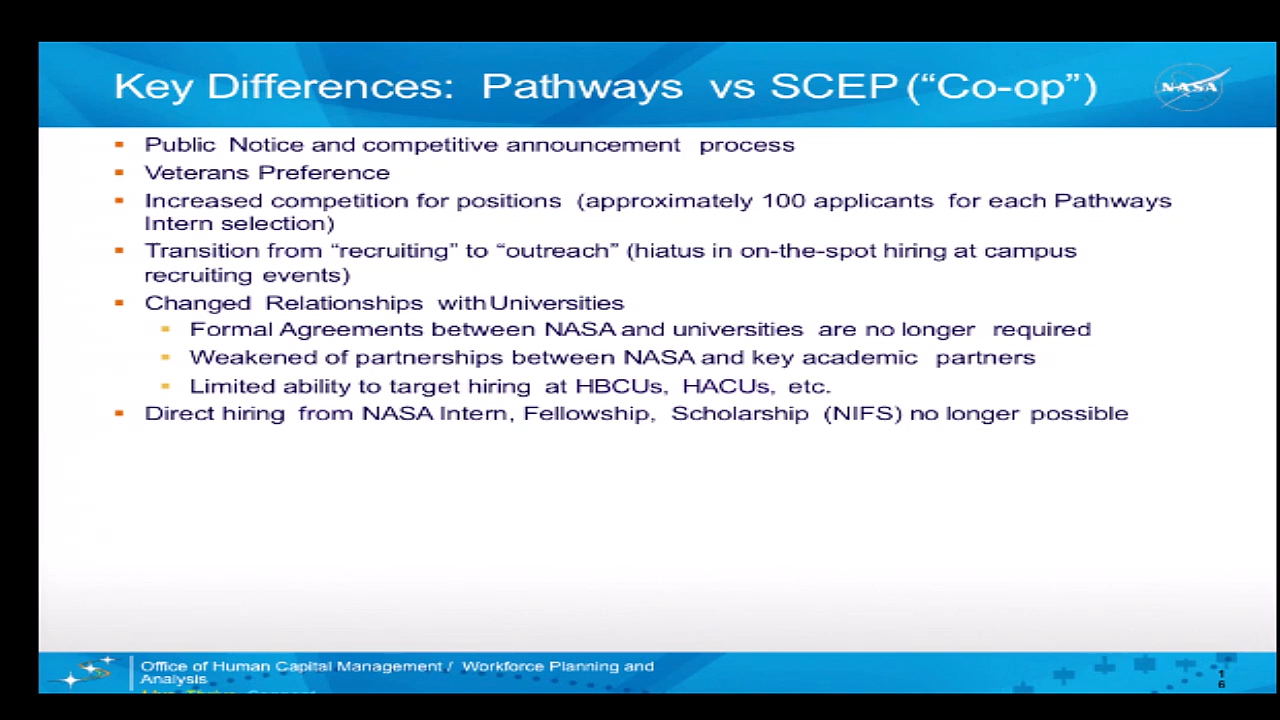 Key Differences: Pathways vs SCEP (“Co-op”)
NASA
Public Notice and competitive announcement process
Veterans Preference
Increased competition for positions (approximately 100 applicants for each Pathways
Intern selection)
Transition from “recruiting” to “outreach” (hiatus in on-the-spot hiring at campus
recruiting events)
Changed Relationships with Universities
Formal Agreements between NASA and universities are no longer required
Weakened of partnerships between NASA and key academic partners
Limited ability to target hiring at HBCUs, HACUs, etc.
Direct hiring from NASA Intern, Fellowship, Scholarship (NIFS) no longer possible
Office of Human Capital Management / Workforce Planning and
Analysis
1
6